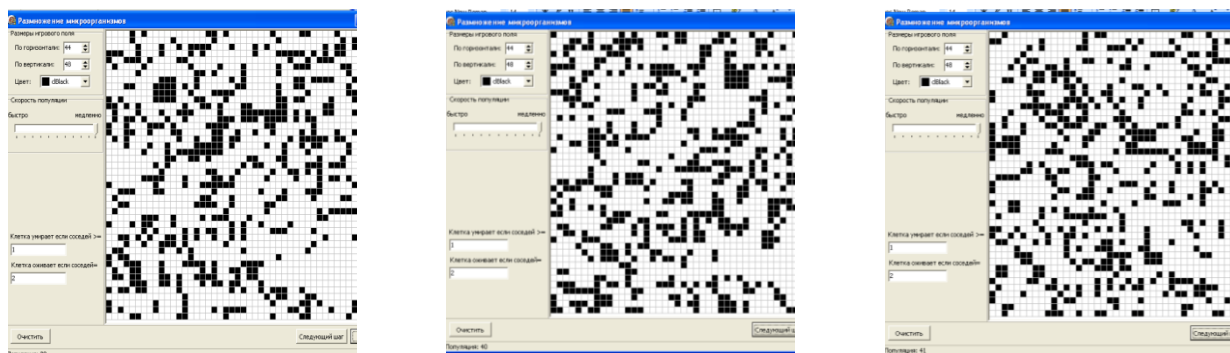 Размножение микроорганизмов
Размеры игрового поля
По горизонтали: 44
По вертикали: 48
Цвет: clBlack
Скорость популяции
быстро медленно
Клетка умирает если соседей >=
1
Клетка оживает если соседей=
2
Очистить
Следующий шаг
Размножение микроорганизмов
Размеры игрового поля
По горизонтали: 44
По вертикали: 48
Цвет: clBlack
Скорость популяции
быстро медленно
Клетка умирает если соседей >=
1
Клетка оживает если соседей=
2
Очистить
Следующий ш
Популяция: 40
Размножение микроорганизмов
Размеры игрового поля
По горизонтали: 44
По вертикали: 48
Цвет: clBlack
Скорость популяции
быстро медленно
Клетка умирает если соседей >=
1
Клетка оживает если соседей=
2
Очистить
Следующий
Популяция: 41